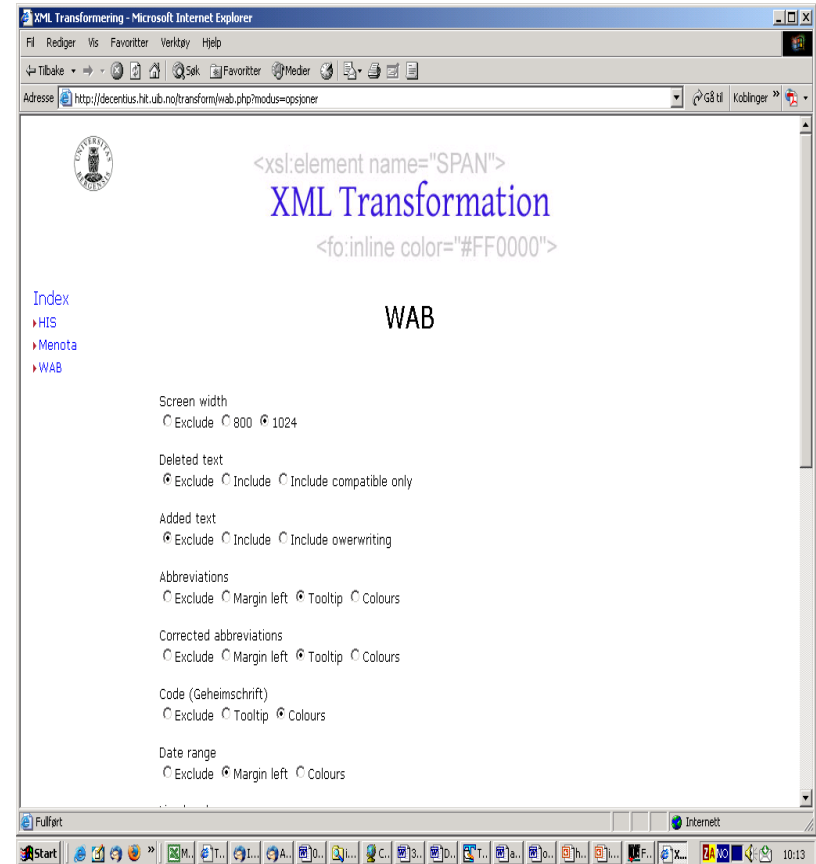 XML Transformering - Microsoft Internet Explorer
Fil Rediger Vis Favoritter Verktøy Hjelp
Tilbake Søk Favoritter Medier
Adresse http://decentius.hit.uib.no/transform/wab.php?modus=opsjoner Gå til Koblinger »
<xsl:element name="SPAN">
XML Transformation
<fo:inline color="#FF0000">
Index
HIS
Menota
WAB
WAB
Screen width
Exclude 800 1024
Deleted text
Exclude Include Include compatible only
Added text
Exclude Include Include owerwriting
Abbreviations
Exclude Margin left Tooltip Colours
Corrected abbreviations
Exclude Margin left Tooltip Colours
Code (Geheimschrift)
Exclude Tooltip Colours
Date range
Exclude Margin left Colours
Fullført Internett
Start » M.. T.. I... A.. 0.. i... C.. 3.. D.. T.. a.. o.. h.. i... F.. X... NO 10:13